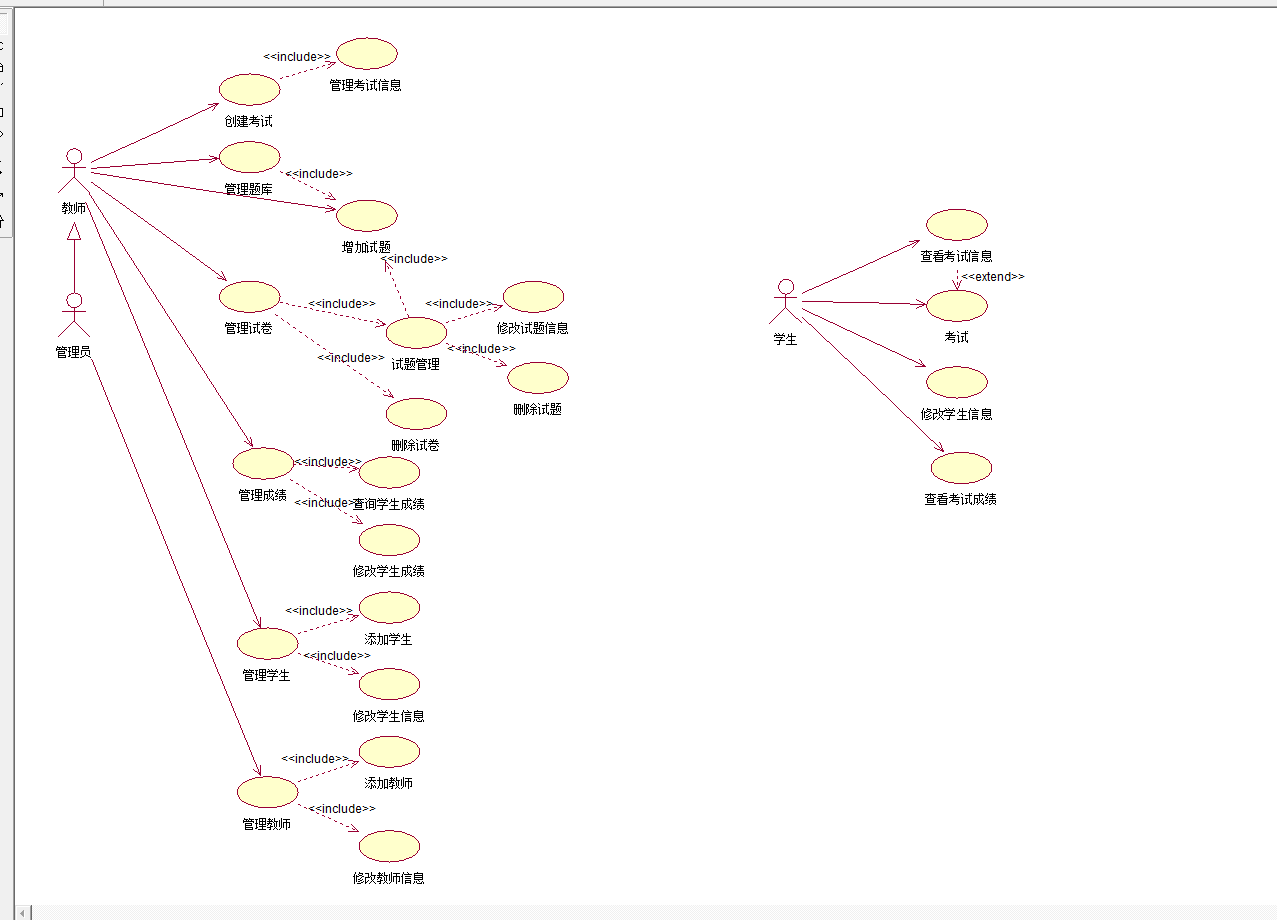 <<include>>
管理考试信息
创建考试
管理题库
<<include>>
教师
增加试题
<<include>>
管理试卷
<<include>>
<<include>>
修改试题信息
管理员
<<include>>
试题管理
<<include>>
删除试题
删除试卷
管理成绩
<<include>>
<<include>>
查询学生成绩
修改学生成绩
<<include>>
添加学生
管理学生
<<include>>
修改学生信息
<<include>>
添加教师
管理教师
<<include>>
修改教师信息
查看考试信息
<<extend>>
学生
考试
修改学生信息
查看考试成绩